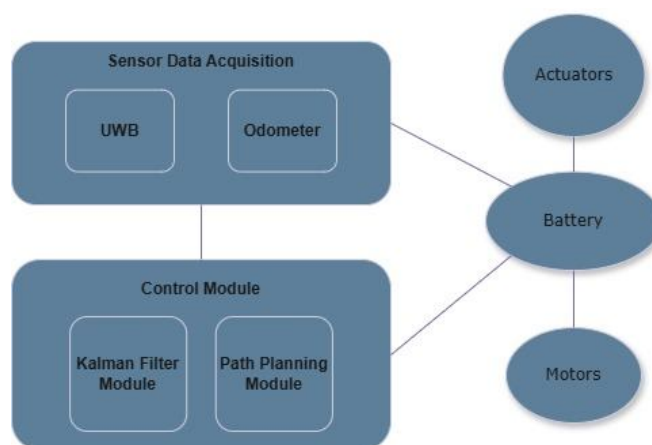 Sensor Data Acquisition
UWB
Odometer
Actuators
Battery
Control Module
Kalman Filter
Module
Path Planning
Module
Motors